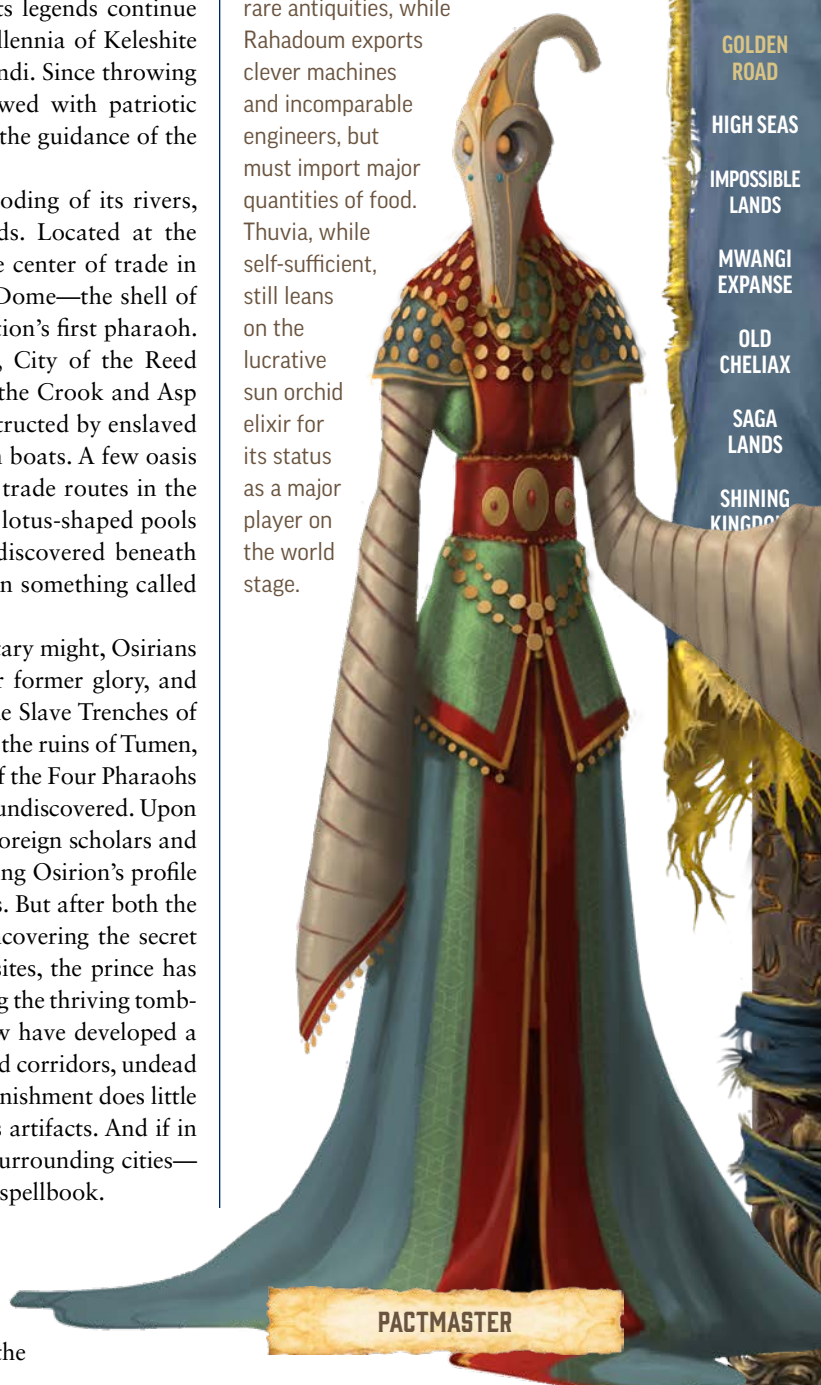 ts legends continue
llennia of Keleshite
ndi. Since throwing
wed with patriotic
the guidance of the
oding of its rivers,
ds. Located at the
e center of trade in
Dome—the shell of
tion's first pharaoh.
, City of the Reed
the Crook and Asp
tructed by enslaved
n boats. A few oasis
trade routes in the
lotus-shaped pools
discovered beneath
n something called
tary might, Osirians
r former glory, and
e Slave Trenches of
the ruins of Tumen,
f the Four Pharaohs
undiscovered. Upon
oreign scholars and
ing Osirion's profile
s. But after both the
ncovering the secret
sites, the prince has
g the thriving tomb-
w have developed a
d corridors, undead
nishment does little
s artifacts. And if in
urrounding cities—
spellbook.
the
rare antiquities, while
Rahadoum exports
clever machines
and incomparable
engineers, but
must import major
quantities of food.
Thuvia, while
self-sufficient,
still leans
on the
lucrative
sun orchid
elixir for
its status
as a major
player on
the world
stage.
PACTMASTER
GOLDEN
ROAD
HIGH SEAS
IMPOSSIBLE
LANDS
MWANGI
EXPANSE
OLD
CHELIAX
SAGA
LANDS
SHINING